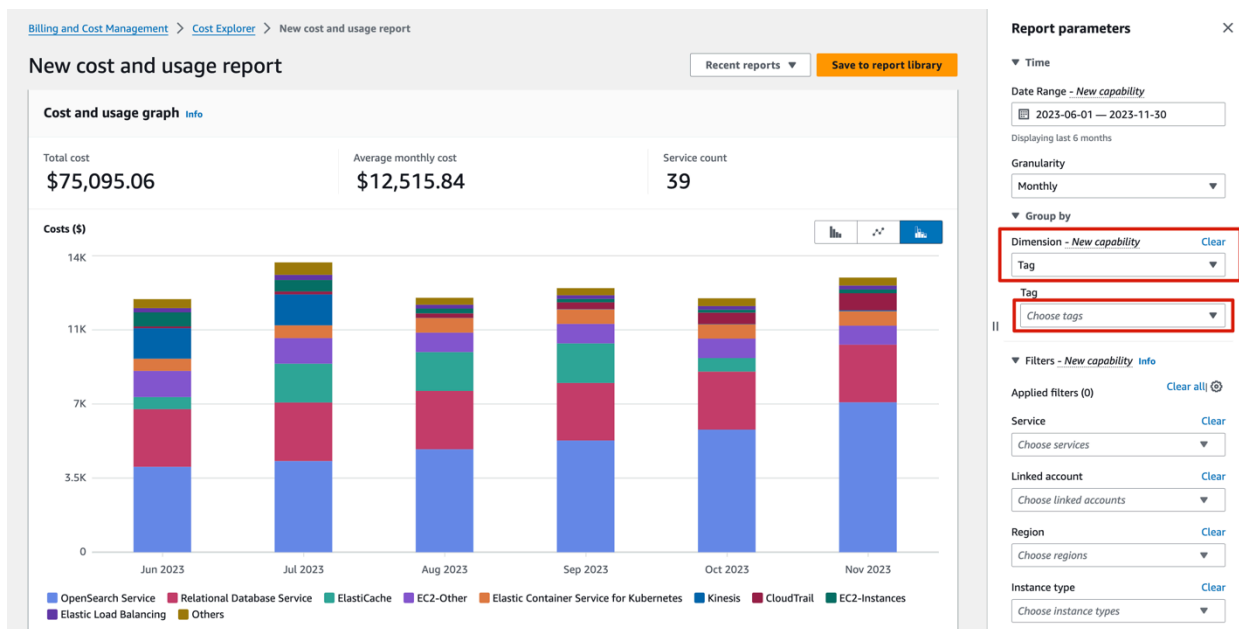 Billing and Cost Management > Cost Explorer > New cost and usage report
New cost and usage report
Recent reports
Save to report library
Cost and usage graph Info
Total cost
$75,095.06
Average monthly cost
$12,515.84
Service count
39
Costs ($)
14K
11K
7K
3.5K
0
Jun 2023
Jul 2023
Aug 2023
Sep 2023
Oct 2023
Nov 2023
OpenSearch Service
Relational Database Service
ElastiCache
EC2-Other
Elastic Container Service for Kubernetes
Kinesis
CloudTrail
EC2-Instances
Elastic Load Balancing
Others
Report parameters
Time
Date Range - New capability
2023-06-01 — 2023-11-30
Displaying last 6 months
Granularity
Monthly
Group by
Dimension - New capability
Clear
Tag
Tag
Choose tags
Filters - New capability Info
Applied filters (0)
Clear all|
Service
Clear
Choose services
Linked account
Clear
Choose linked accounts
Region
Clear
Choose regions
Instance type
Clear
Choose instance types